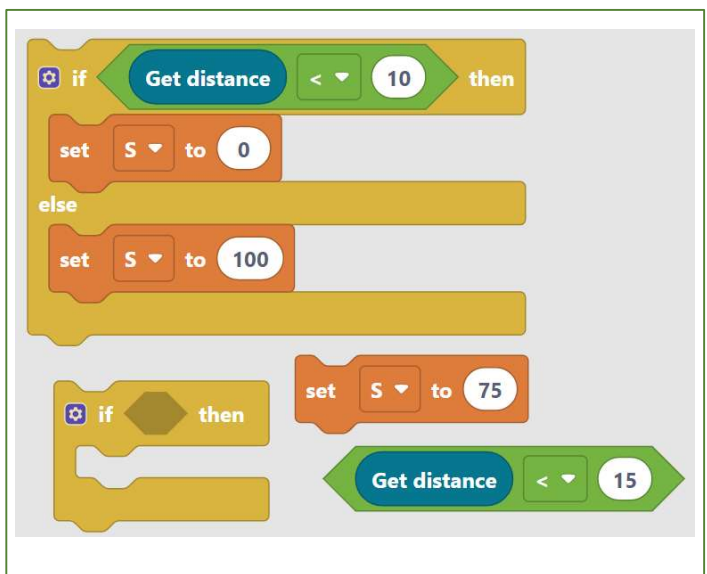 if Get distance < 10 then
set S to 0
else
set S to 100
set S to 75
if then
Get distance < 15